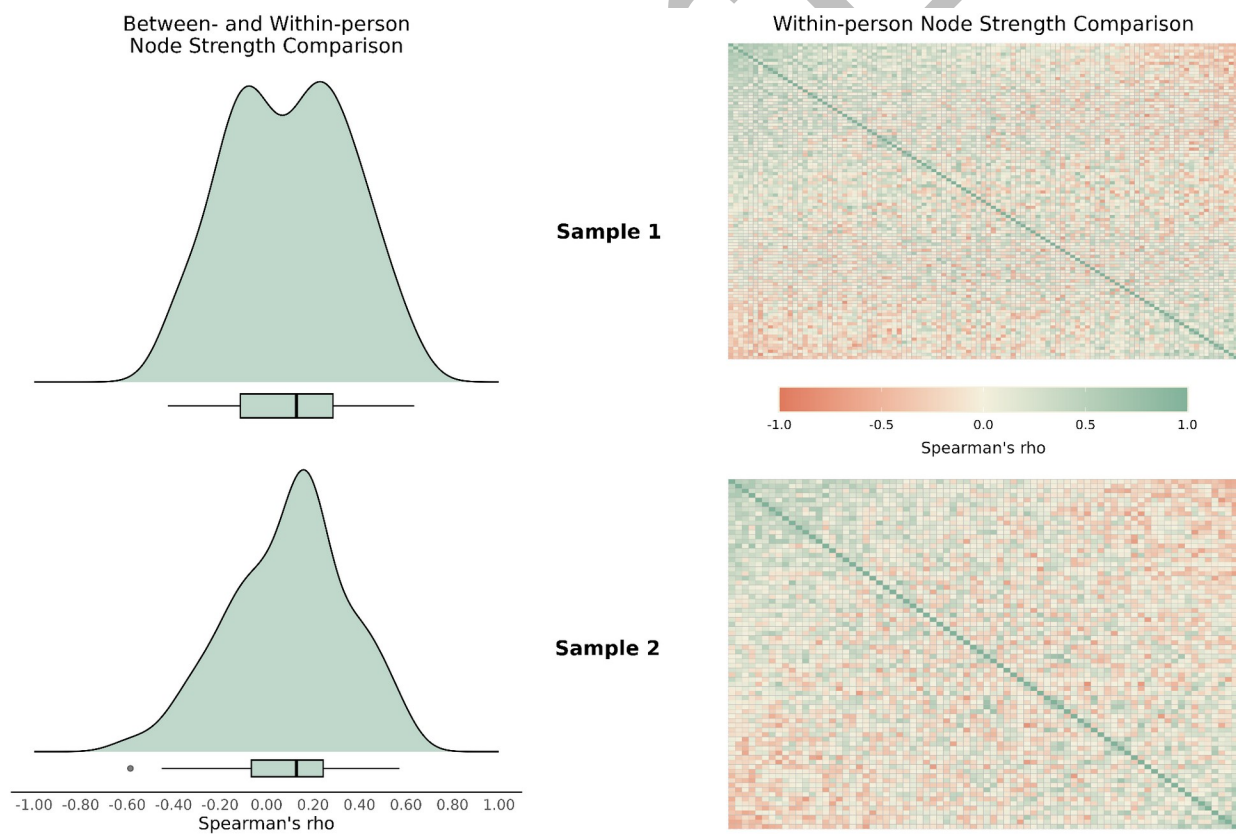 Between- and Within-person
Node Strength Comparison
Within-person Node Strength Comparison
Sample 1
-1.0 -0.5 0.0 0.5 1.0
Spearman's rho
Sample 2
-1.00 -0.80 -0.60 -0.40 -0.20 0.00 0.20 0.40 0.60 0.80 1.00
Spearman's rho